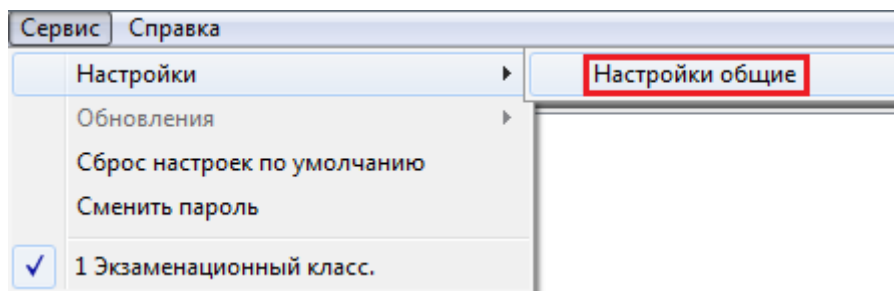 Сервис Справка
Настройки Настройки общие
Обновления
Сброс настроек по умолчанию
Сменить пароль
1 Экзаменационный класс.